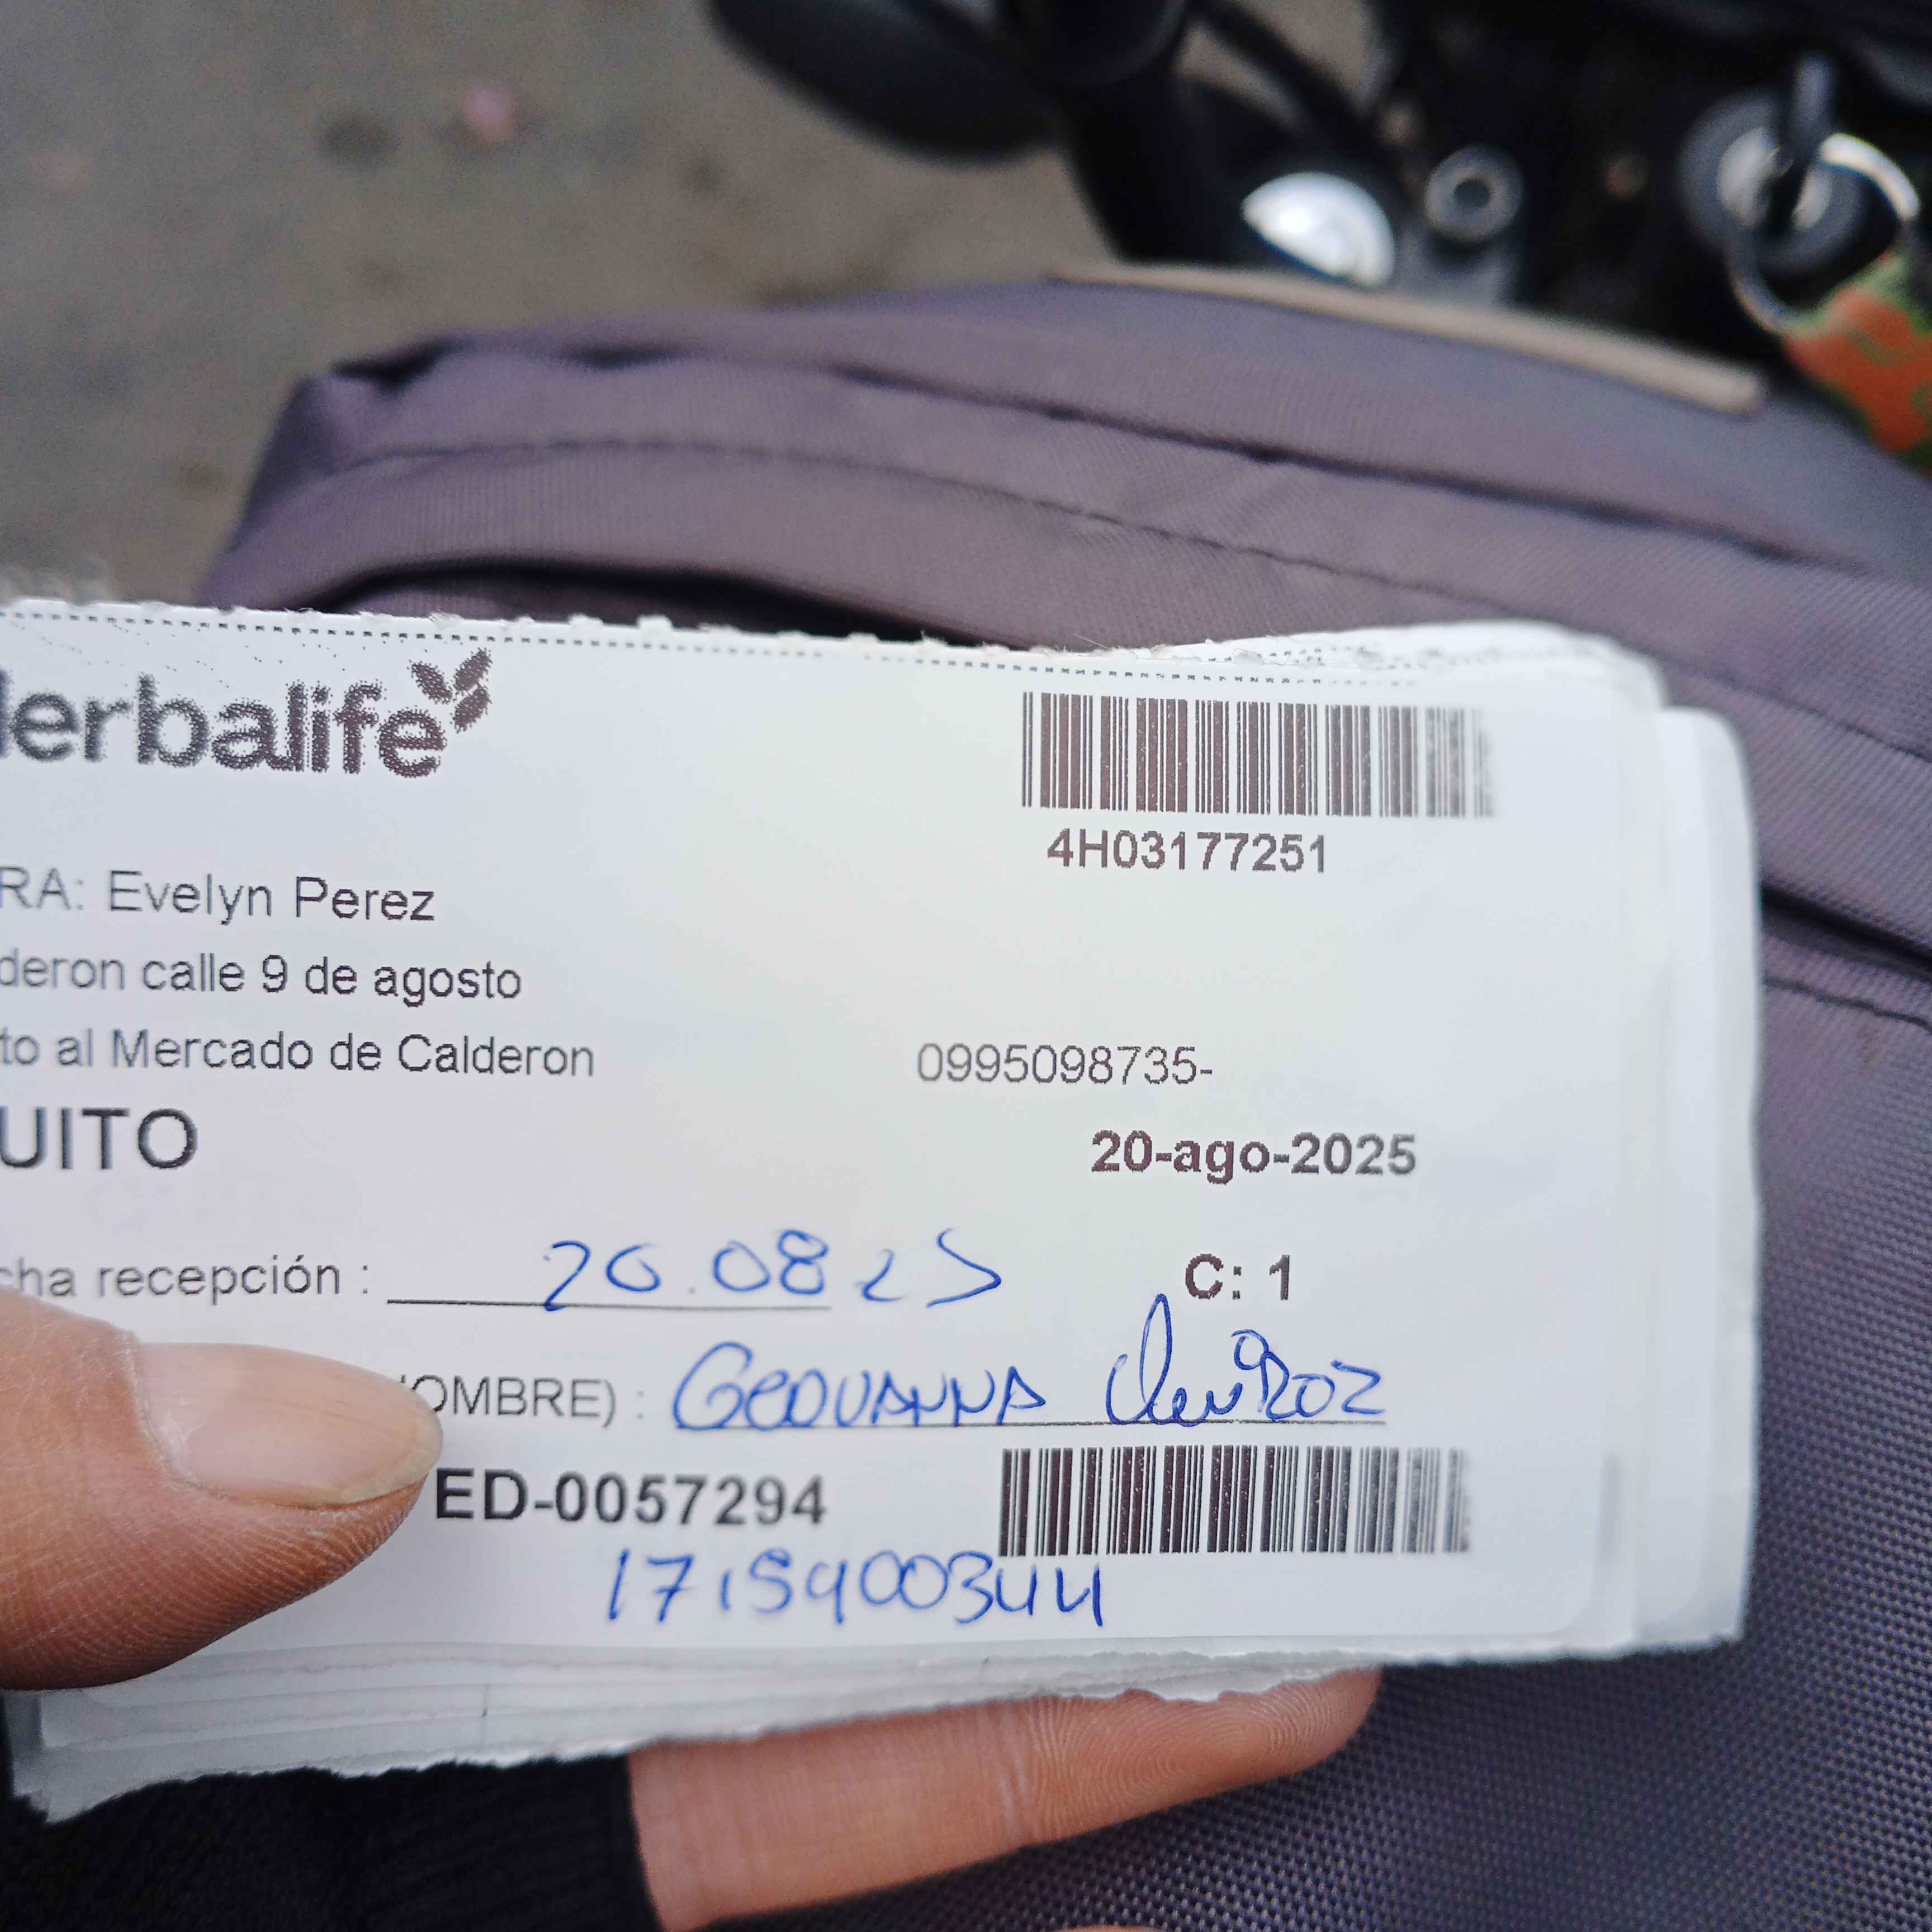 erbalife
4H03177251
RA: Evelyn Perez
deron calle 9 de agosto
to al Mercado de Calderon 0995098735-
UITO 20-ago-2025
cha recepción : 20.08 25 C: 1
OMBRE) : GEOVANNA QUIROZ
ED-0057294
1715900344